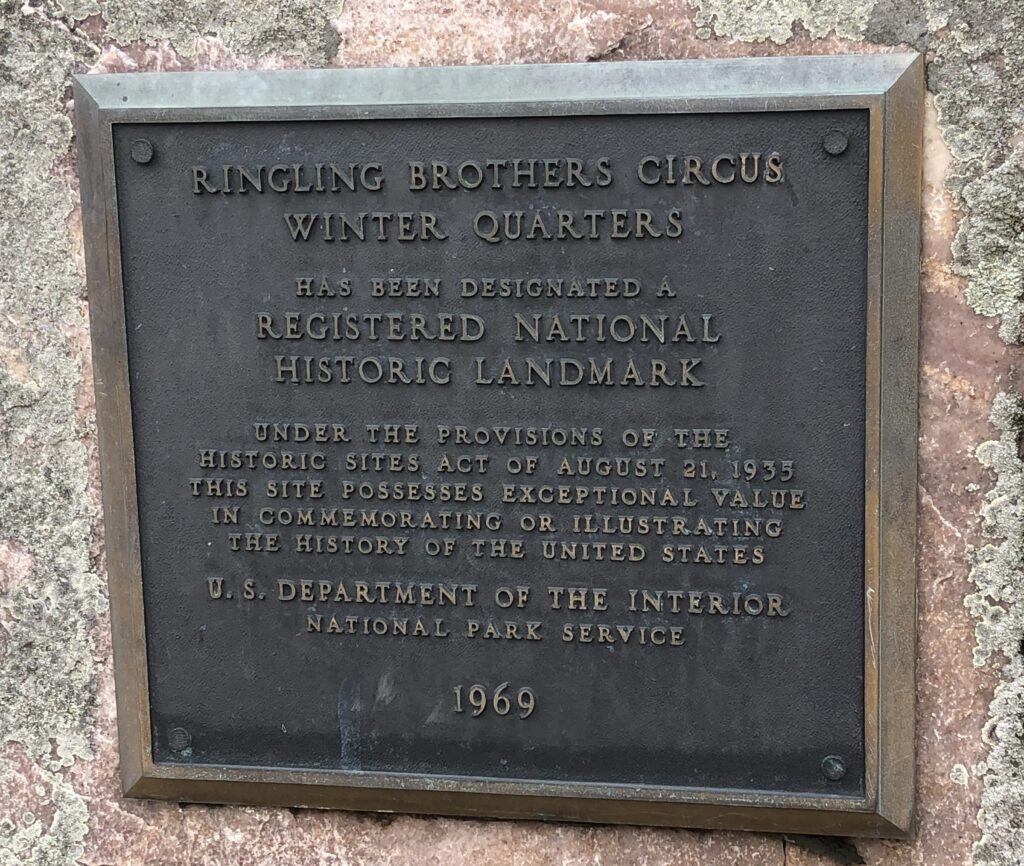 RINGLING BROTHERS CIRCUS
WINTER QUARTERS
HAS BEEN DESIGNATED A
REGISTERED NATIONAL
HISTORIC LANDMARK
UNDER THE PROVISIONS OF THE
HISTORIC SITES ACT OF AUGUST 21, 1935
THIS SITE POSSESSES EXCEPTIONAL VALUE
IN COMMEMORATING OR ILLUSTRATING
THE HISTORY OF THE UNITED STATES
U. S. DEPARTMENT OF THE INTERIOR
NATIONAL PARK SERVICE
1969